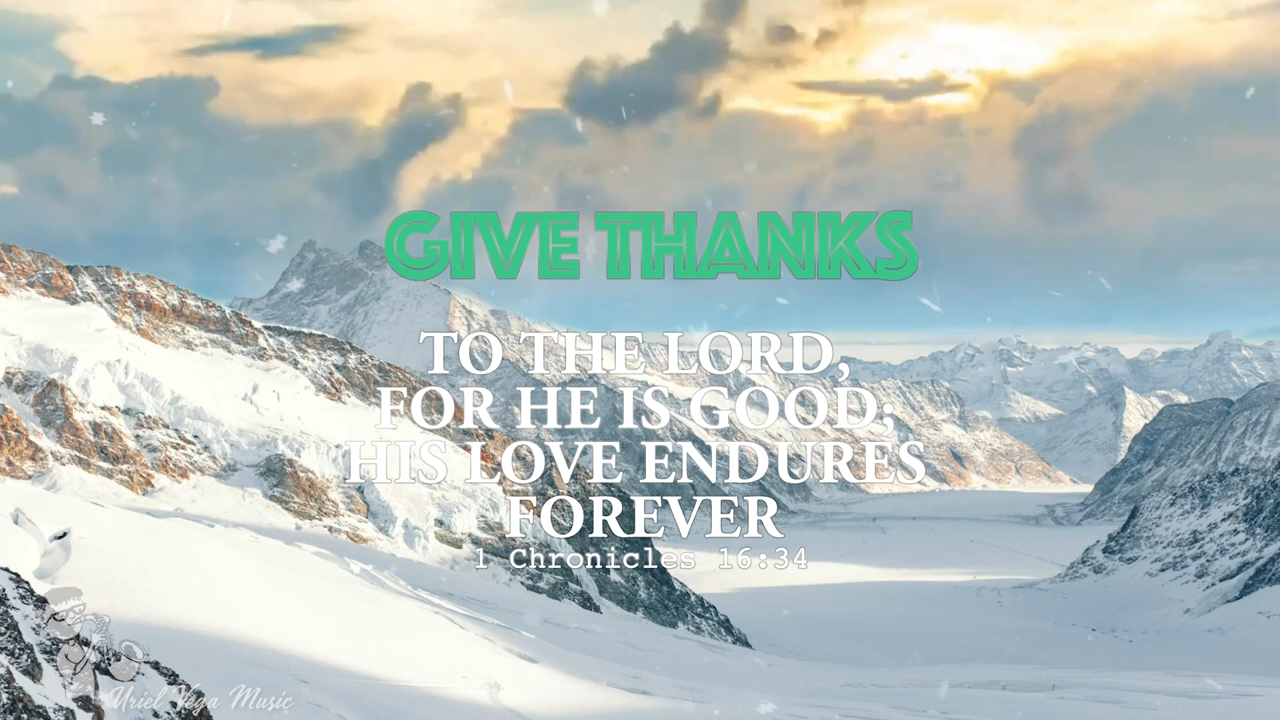 GIVE THANKS
TO THE LORD,
FOR HE IS GOOD;
HIS LOVE ENDURES
FOREVER
1 Chronicles 16:34
Uriel Vega Music